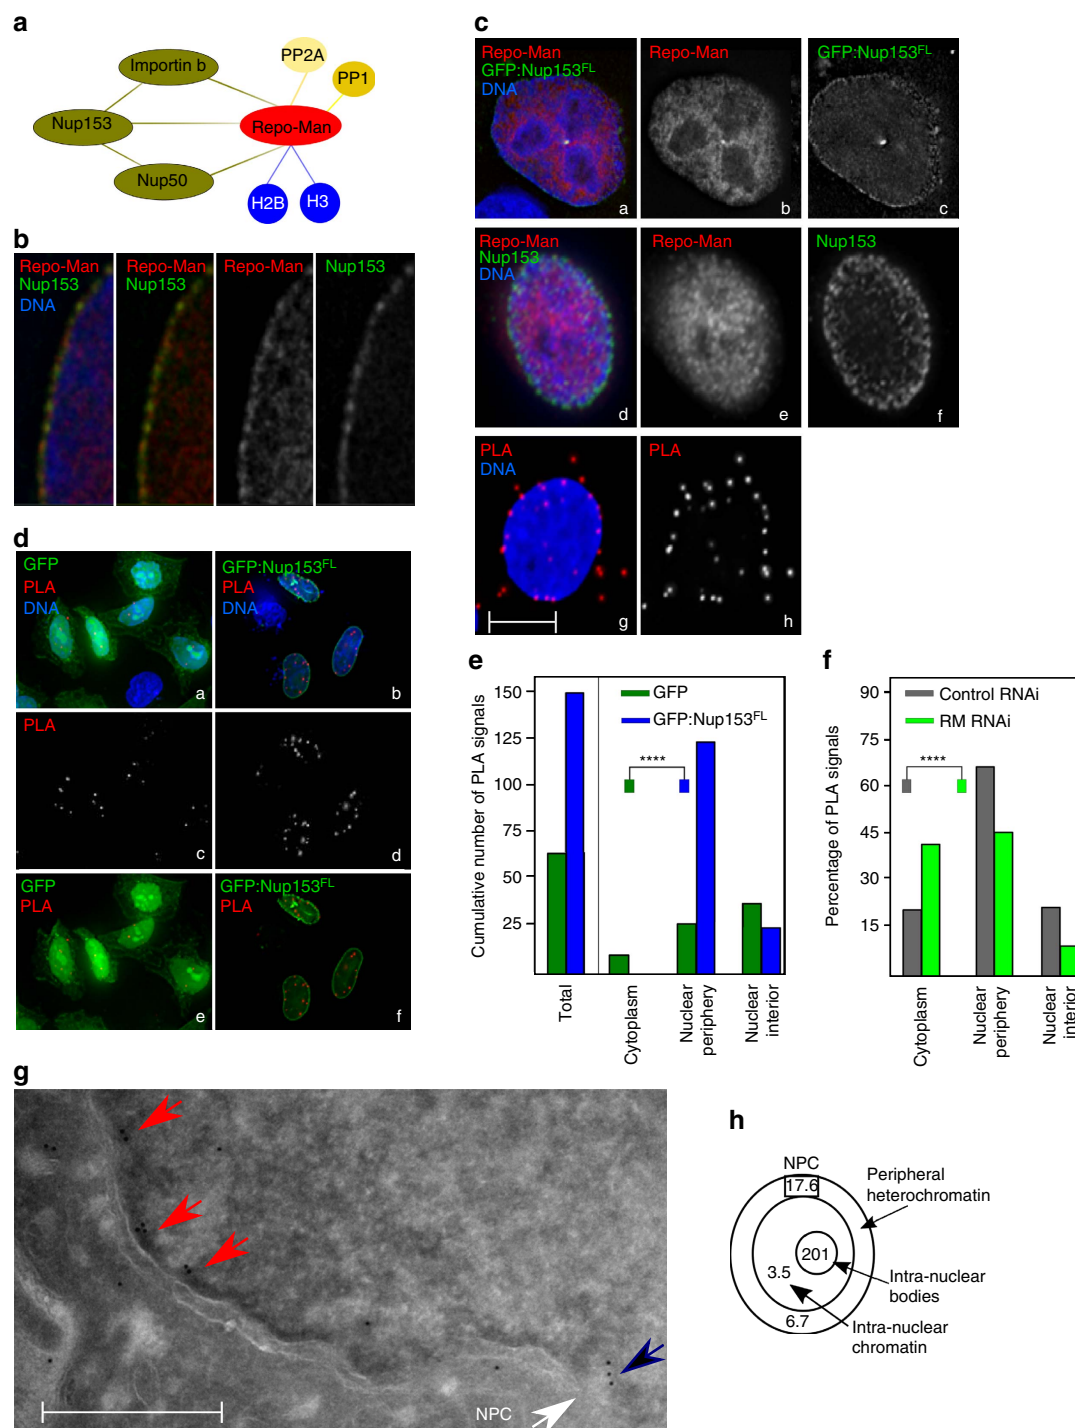 a
Importin b
PP2A
PP1
Nup153
Repo-Man
Nup50
H2B
H3
b
Repo-Man
Nup153
DNA
Repo-Man
Nup153
Repo-Man
Nup153
c
Repo-Man
GFP:Nup153FL
DNA
a
Repo-Man
b
GFP:Nup153FL
c
Repo-Man
Nup153
DNA
d
Repo-Man
e
Nup153
f
PLA
DNA
g
PLA
h
d
GFP
PLA
DNA
a
GFP:Nup153FL
PLA
DNA
b
PLA
c
d
GFP
PLA
e
GFP:Nup153FL
PLA
f
e
Cumulative number of PLA signals
150
125
100
75
50
25
GFP
GFP:Nup153FL
****
Total
Cytoplasm
Nuclear
periphery
Nuclear
interior
f
Percentage of PLA signals
90
75
60
45
30
15
Control RNAi
RM RNAi
****
Cytoplasm
Nuclear
periphery
Nuclear
interior
g
NPC
h
NPC
17.6
Peripheral
heterochromatin
201
3.5
Intra-nuclear
bodies
6.7
Intra-nuclear
chromatin